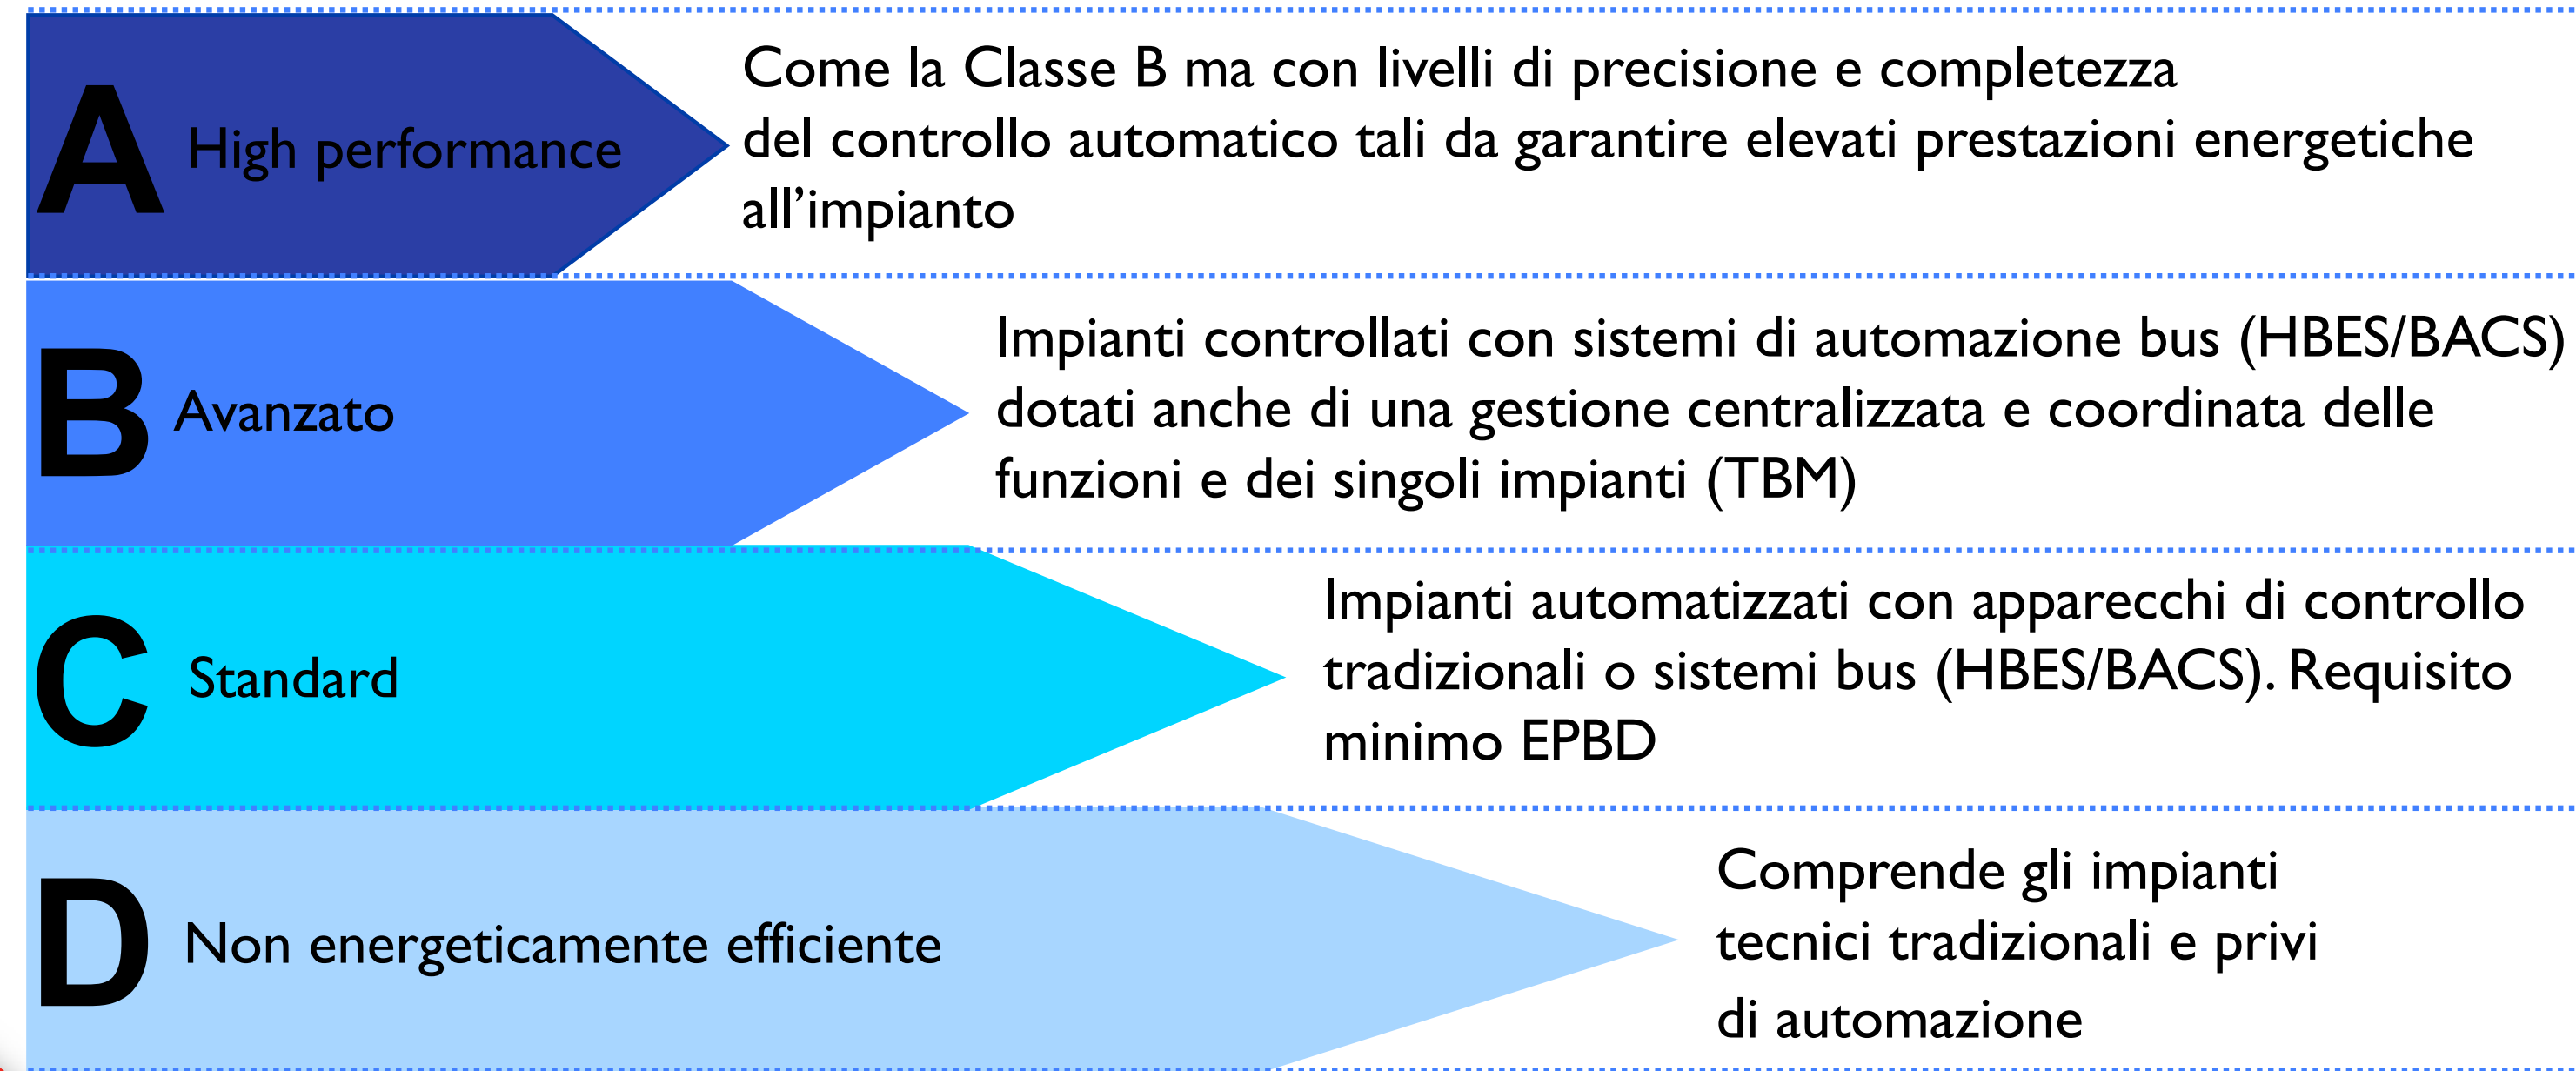 A High performance
Come la Classe B ma con livelli di precisione e completezza
del controllo automatico tali da garantire elevati prestazioni energetiche
all’impianto
B Avanzato
Impianti controllati con sistemi di automazione bus (HBES/BACS)
dotati anche di una gestione centralizzata e coordinata delle
funzioni e dei singoli impianti (TBM)
C Standard
Impianti automatizzati con apparecchi di controllo
tradizionali o sistemi bus (HBES/BACS). Requisito
minimo EPBD
D Non energeticamente efficiente
Comprende gli impianti
tecnici tradizionali e privi
di automazione